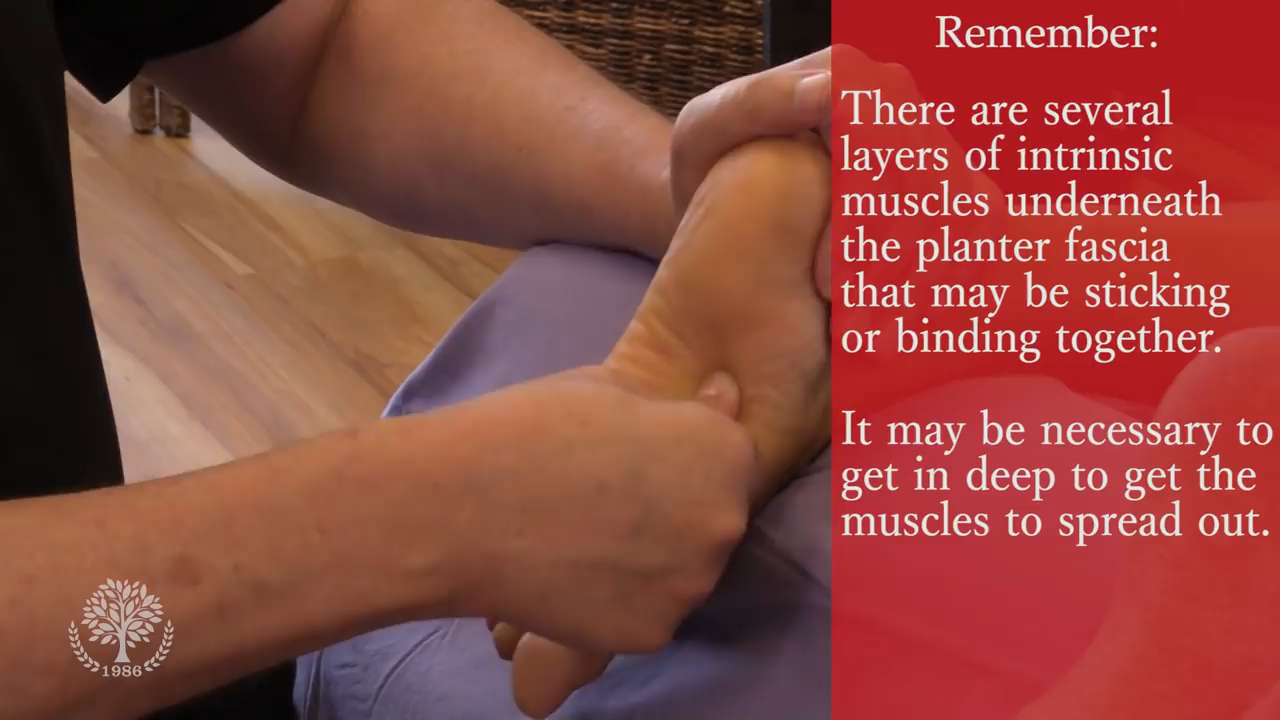 Remember:
There are several
layers of intrinsic
muscles underneath
the planter fascia
that may be sticking
or binding together.
It may be necessary to
get in deep to get the
muscles to spread out.
1986